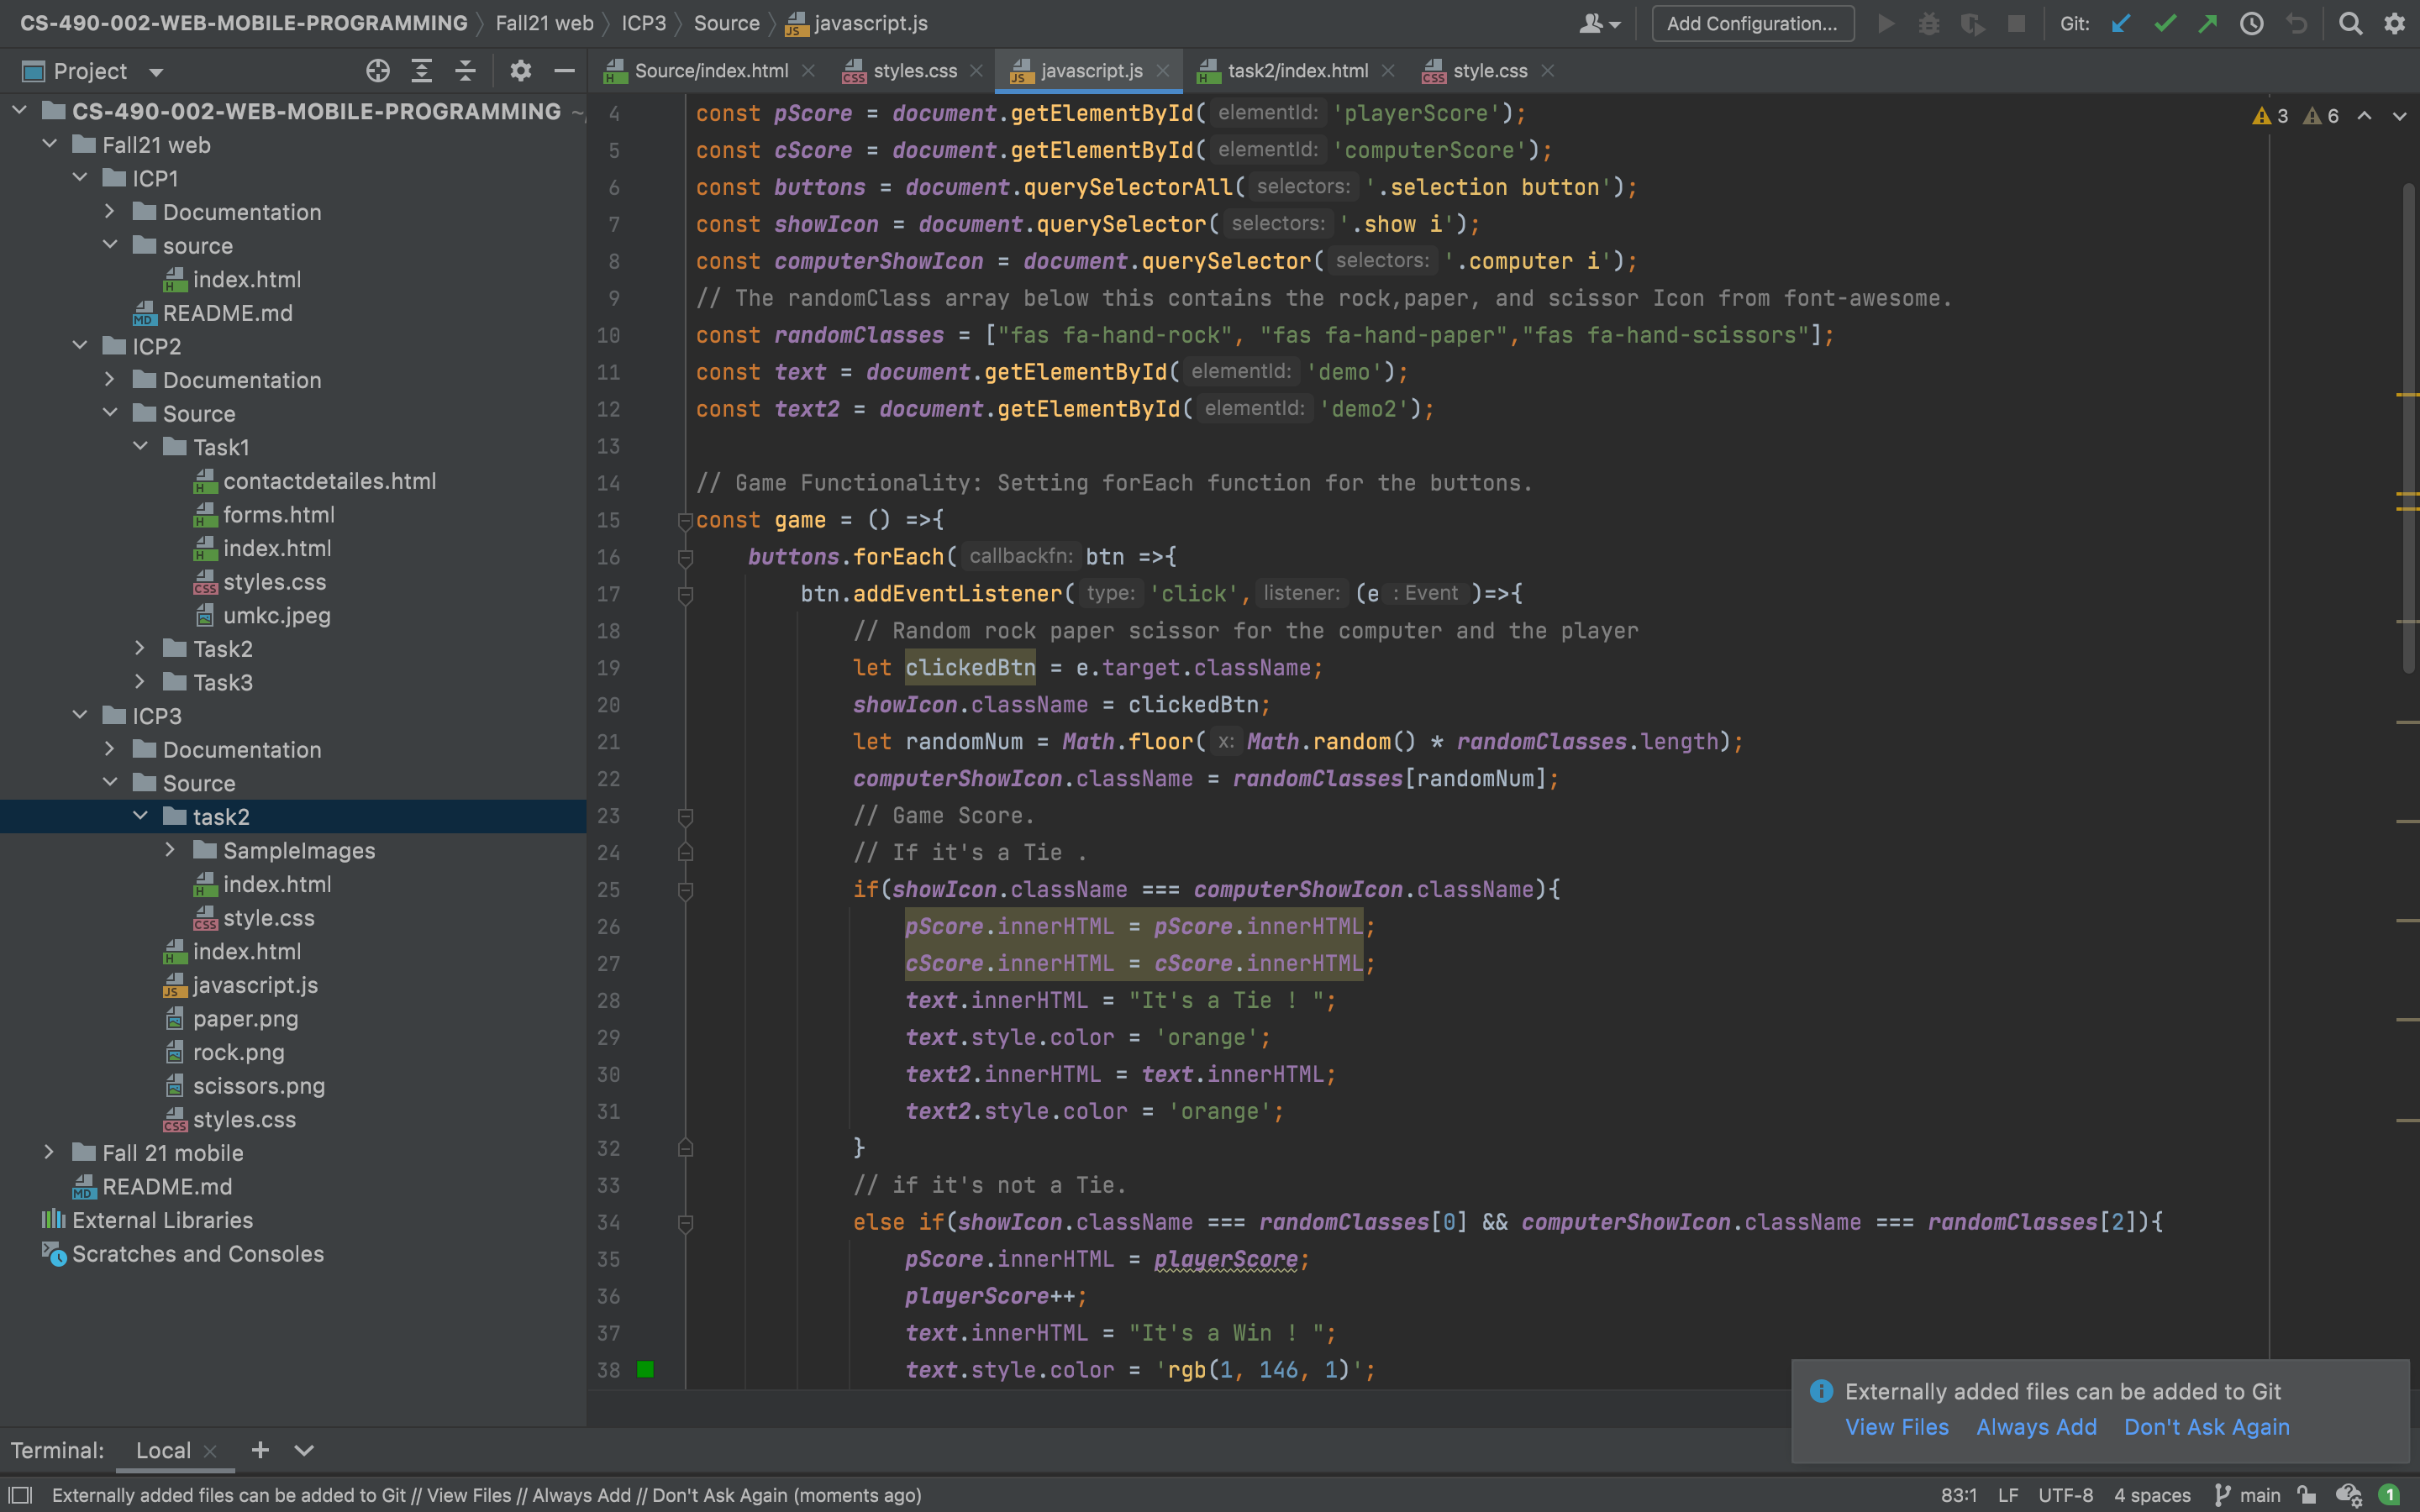 CS-490-002-WEB-MOBILE-PROGRAMMING Fall21 web ICP3 Source javascript.js Add Configuration... Git:
Project
Source/index.html styles.css javascript.js task2/index.html style.css
CS-490-002-WEB-MOBILE-PROGRAMMING ~
Fall21 web
ICP1
Documentation
source
index.html
README.md
ICP2
Documentation
Source
Task1
contactdetailes.html
forms.html
index.html
styles.css
umkc.jpeg
Task2
Task3
ICP3
Documentation
Source
task2
SampleImages
index.html
style.css
index.html
javascript.js
paper.png
rock.png
scissors.png
styles.css
Fall 21 mobile
README.md
External Libraries
Scratches and Consoles
3 6
4 const pScore = document.getElementById( elementId: 'playerScore');
5 const cScore = document.getElementById( elementId: 'computerScore');
6 const buttons = document.querySelectorAll( selectors: '.selection button');
7 const showIcon = document.querySelector( selectors: '.show i');
8 const computerShowIcon = document.querySelector( selectors: '.computer i');
9 // The randomClass array below this contains the rock,paper, and scissor Icon from font-awesome.
10 const randomClasses = ["fas fa-hand-rock", "fas fa-hand-paper","fas fa-hand-scissors"];
11 const text = document.getElementById( elementId: 'demo');
12 const text2 = document.getElementById( elementId: 'demo2');
13
14 // Game Functionality: Setting forEach function for the buttons.
15 const game = () =>{
16 buttons.forEach( callbackfn: btn =>{
17 btn.addEventListener( type: 'click', listener: (e : Event )=>{
18 // Random rock paper scissor for the computer and the player
19 let clickedBtn = e.target.className;
20 showIcon.className = clickedBtn;
21 let randomNum = Math.floor( x: Math.random() * randomClasses.length);
22 computerShowIcon.className = randomClasses[randomNum];
23 // Game Score.
24 // If it's a Tie .
25 if(showIcon.className === computerShowIcon.className){
26 pScore.innerHTML = pScore.innerHTML;
27 cScore.innerHTML = cScore.innerHTML;
28 text.innerHTML = "It's a Tie ! ";
29 text.style.color = 'orange';
30 text2.innerHTML = text.innerHTML;
31 text2.style.color = 'orange';
32 }
33 // if it's not a Tie.
34 else if(showIcon.className === randomClasses[0] && computerShowIcon.className === randomClasses[2]){
35 pScore.innerHTML = playerScore;
36 playerScore++;
37 text.innerHTML = "It's a Win ! ";
38 text.style.color = 'rgb(1, 146, 1)';
Externally added files can be added to Git
View Files Always Add Don't Ask Again
Terminal: Local
Externally added files can be added to Git // View Files // Always Add // Don't Ask Again (moments ago) 83:1 LF UTF-8 4 spaces main 1